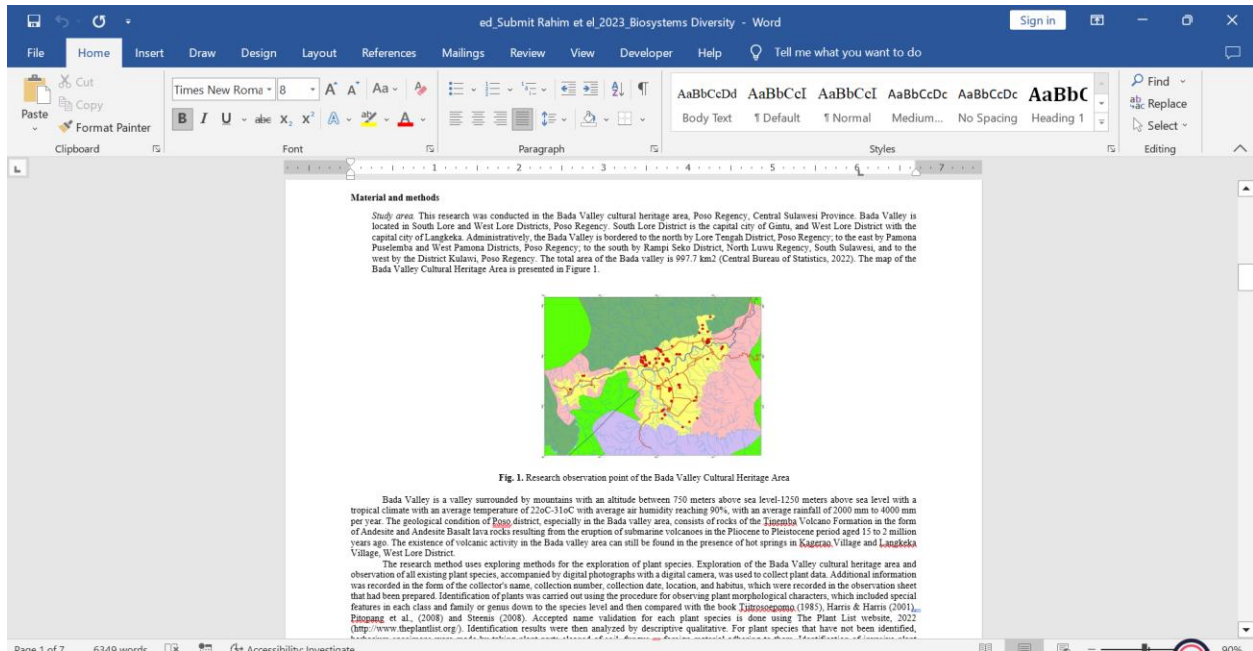 ed_Submit Rahim et el_2023_Biosystems Diversity - Word
Sign in
File Home Insert Draw Design Layout References Mailings Review View Developer Help Tell me what you want to do
Paste
Cut
Copy
Format Painter
Clipboard
Times New Roma 8
Font
Paragraph
AaBbCcDd AaBbCcI AaBbCcI AaBbCcDc AaBbCcDc AaBbC
Body Text ¶ Default ¶ Normal Medium... No Spacing Heading 1
Styles
Find
Replace
Select
Editing
1 2 3 4 5 6 7
Material and methods
Study area. This research was conducted in the Bada Valley cultural heritage area, Poso Regency, Central Sulawesi Province. Bada Valley is
located in South Lore and West Lore Districts, Poso Regency. South Lore District is the capital city of Gintu, and West Lore District with the
capital city of Langkeka. Administratively, the Bada Valley is bordered to the north by Lore Tengah District, Poso Regency; to the east by Pamona
Puselemba and West Pamona Districts, Poso Regency; to the south by Rampi Seko District, North Luwu Regency, South Sulawesi, and to the
west by the District Kulawi, Poso Regency. The total area of the Bada valley is 997.7 km2 (Central Bureau of Statistics, 2022). The map of the
Bada Valley Cultural Heritage Area is presented in Figure 1.
Fig. 1. Research observation point of the Bada Valley Cultural Heritage Area
Bada Valley is a valley surrounded by mountains with an altitude between 750 meters above sea level-1250 meters above sea level with a
tropical climate with an average temperature of 22oC-31oC with average air humidity reaching 90%, with an average rainfall of 2000 mm to 4000 mm
per year. The geological condition of Poso district, especially in the Bada valley area, consists of rocks of the Tinemba Volcano Formation in the form
of Andesite and Andesite Basalt lava rocks resulting from the eruption of submarine volcanoes in the Pliocene to Pleistocene period aged 15 to 2 million
years ago. The existence of volcanic activity in the Bada valley area can still be found in the presence of hot springs in Kageroa Village and Langkeka
Village, West Lore District.
The research method uses exploring methods for the exploration of plant species. Exploration of the Bada Valley cultural heritage area and
observation of all existing plant species, accompanied by digital photographs with a digital camera, was used to collect plant data. Additional information
was recorded in the form of the collector's name, collection number, collection date, location, and habitus, which were recorded in the observation sheet
that had been prepared. Identification of plants was carried out using the procedure for observing plant morphological characters, which included special
features in each class and family or genus down to the species level and then compared with the book Tjitrosoepomo (1985), Harris & Harris (2001),
Pitopang et al., (2008) and Steenis (2008). Accepted name validation for each plant species is done using The Plant List website, 2022
(http://www.theplantlist.org/). Identification results were then analyzed by descriptive qualitative. For plant species that have not been identified,
Page 1 of 7 6349 words Accessibility: Investigate 90%